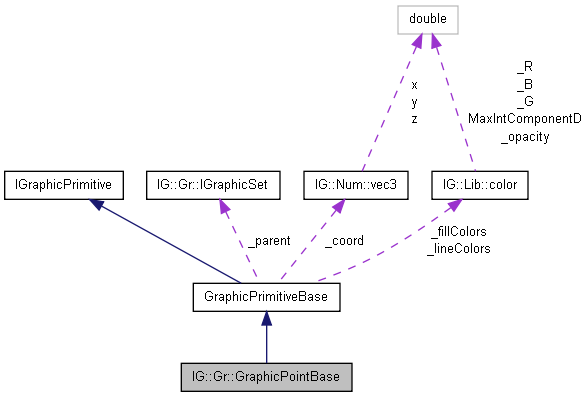 double
_R
_B
_G
MaxIntComponentD
_opacity
x
y
z
IGraphicPrimitive
IG::Gr::IGraphicSet
IG::Num::vec3
IG::Lib::color
_parent
_coord
_fillColors
_lineColors
GraphicPrimitiveBase
IG::Gr::GraphicPointBase